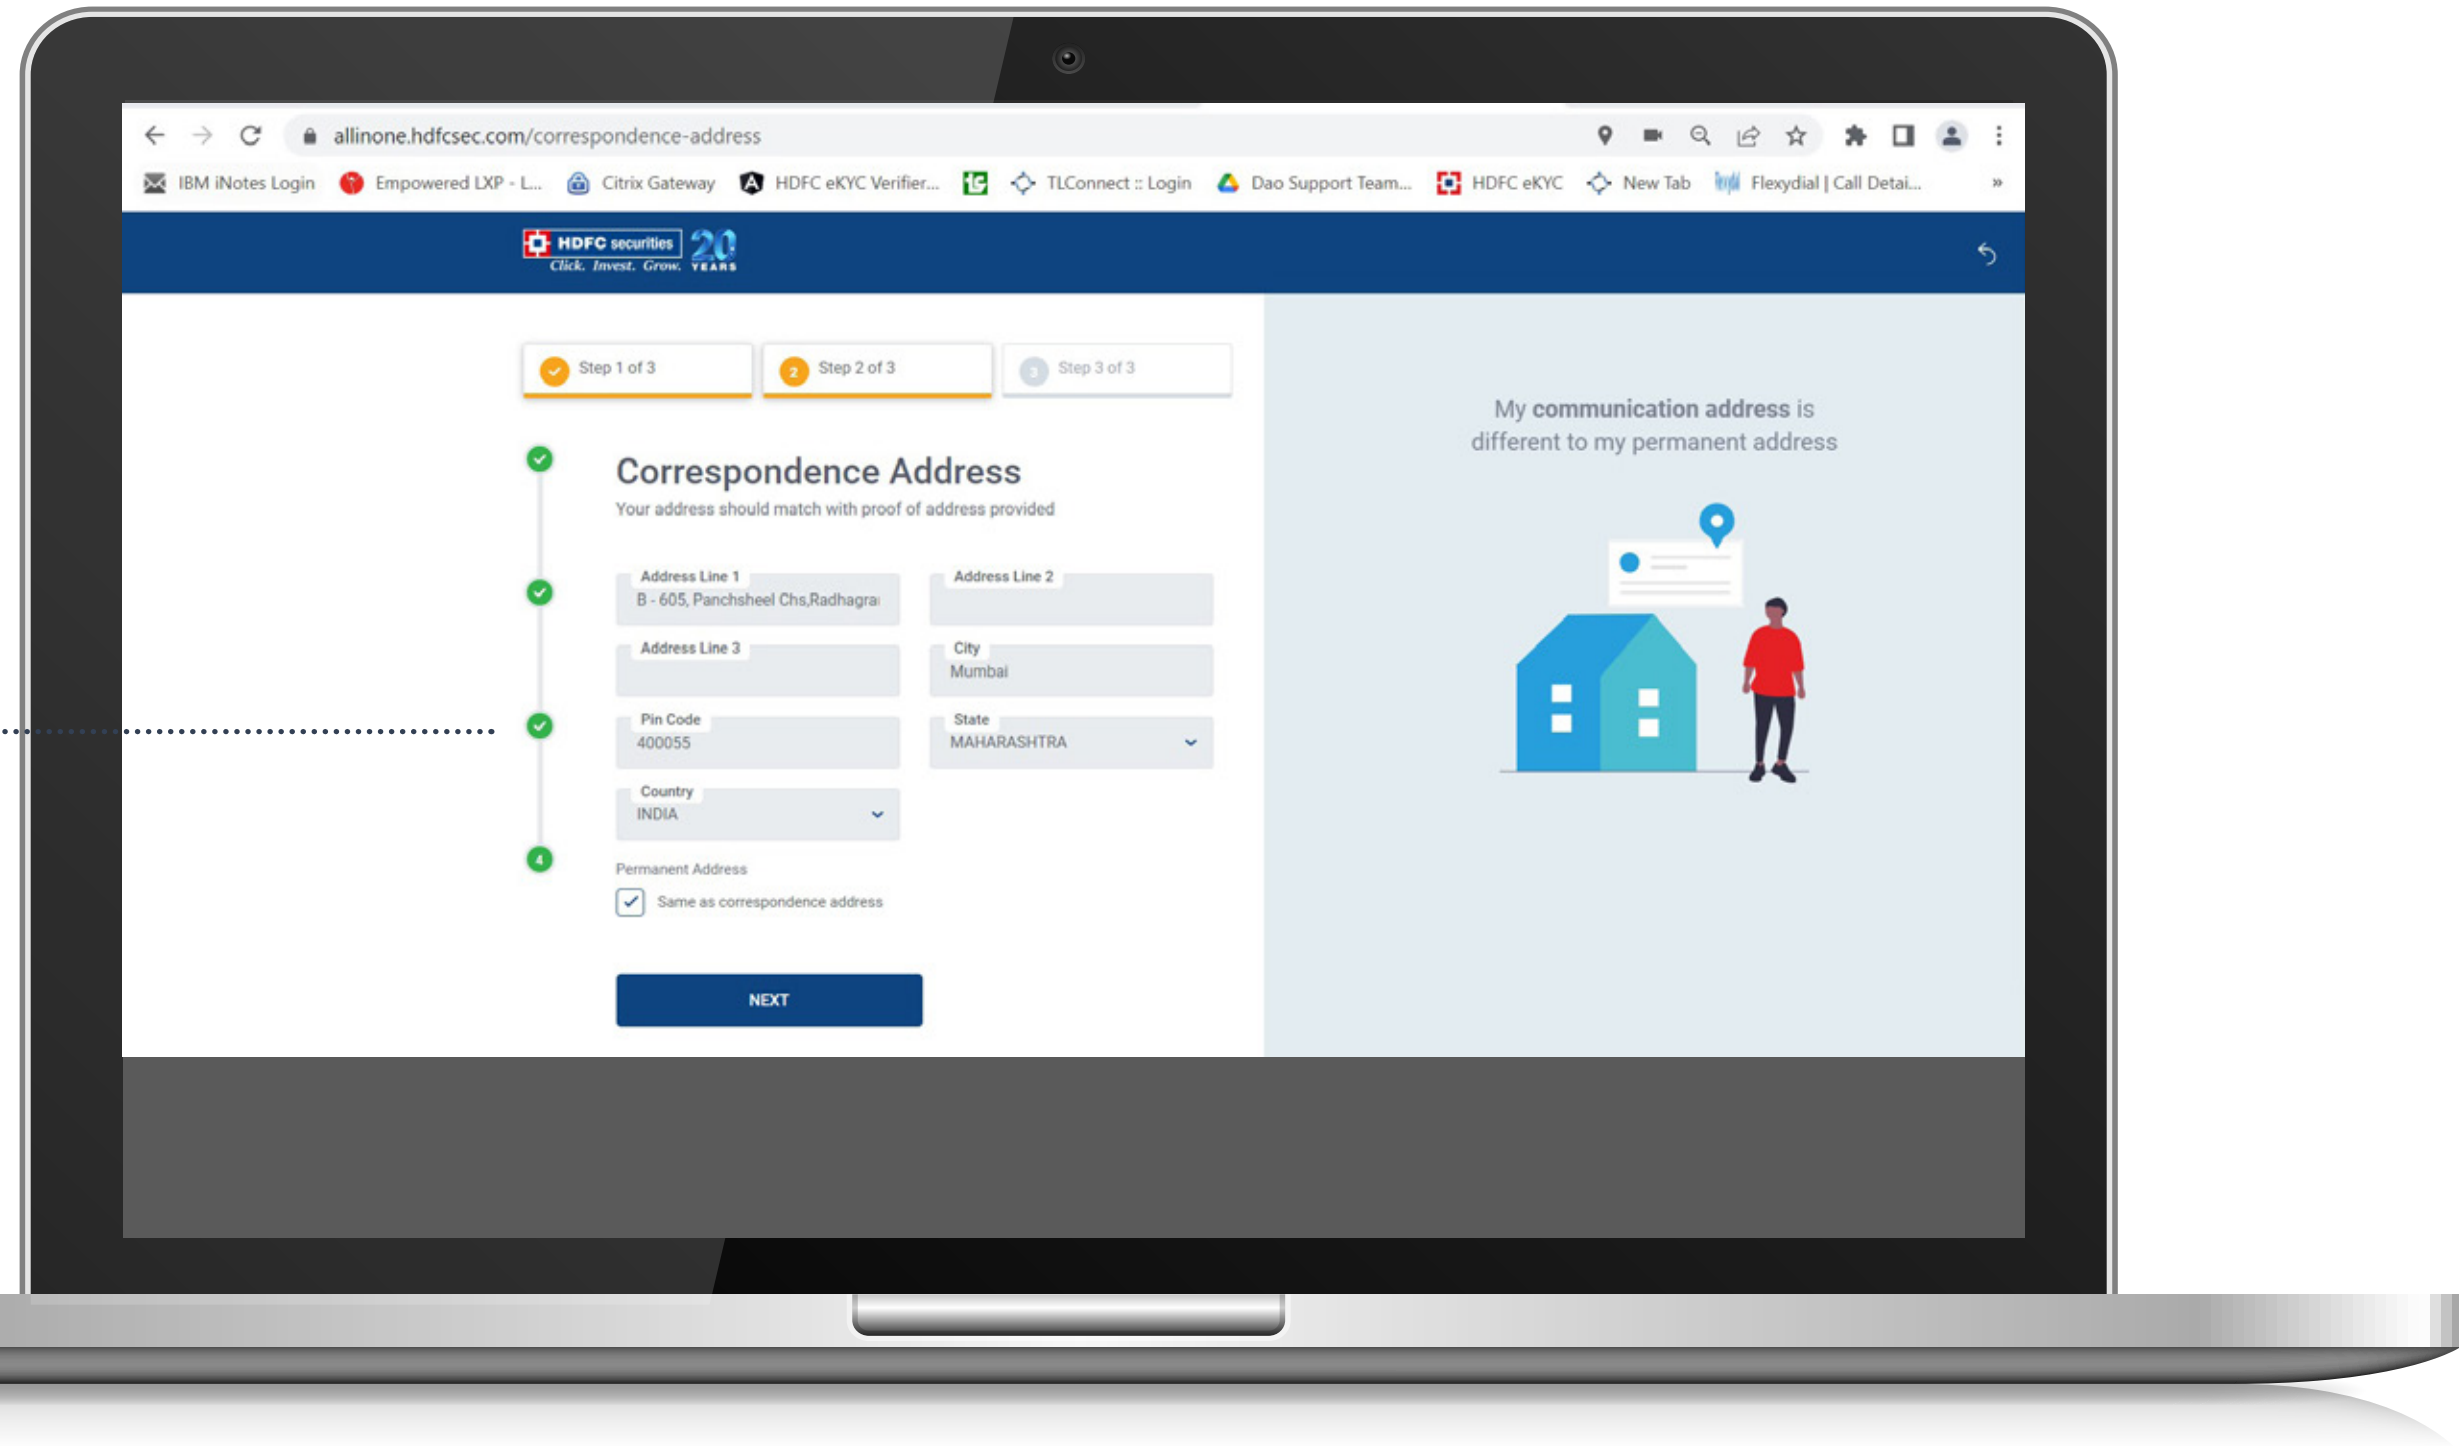 allinone.hdfcsec.com/correspondence-address
IBM iNotes Login Empowered LXP - L... Citrix Gateway HDFC eKYC Verifier... TLConnect :: Login Dao Support Team... HDFC eKYC New Tab Flexydial | Call Detai... »
HDFC securities
Click. Invest. Grow.
20
YEARS
Step 1 of 3
2 Step 2 of 3
3 Step 3 of 3
Correspondence Address
Your address should match with proof of address provided
Address Line 1
B - 605, Panchsheel Chs,Radhagra
Address Line 2
Address Line 3
City
Mumbai
Pin Code
400055
State
MAHARASHTRA
Country
INDIA
4
Permanent Address
Same as correspondence address
NEXT
My communication address is
different to my permanent address